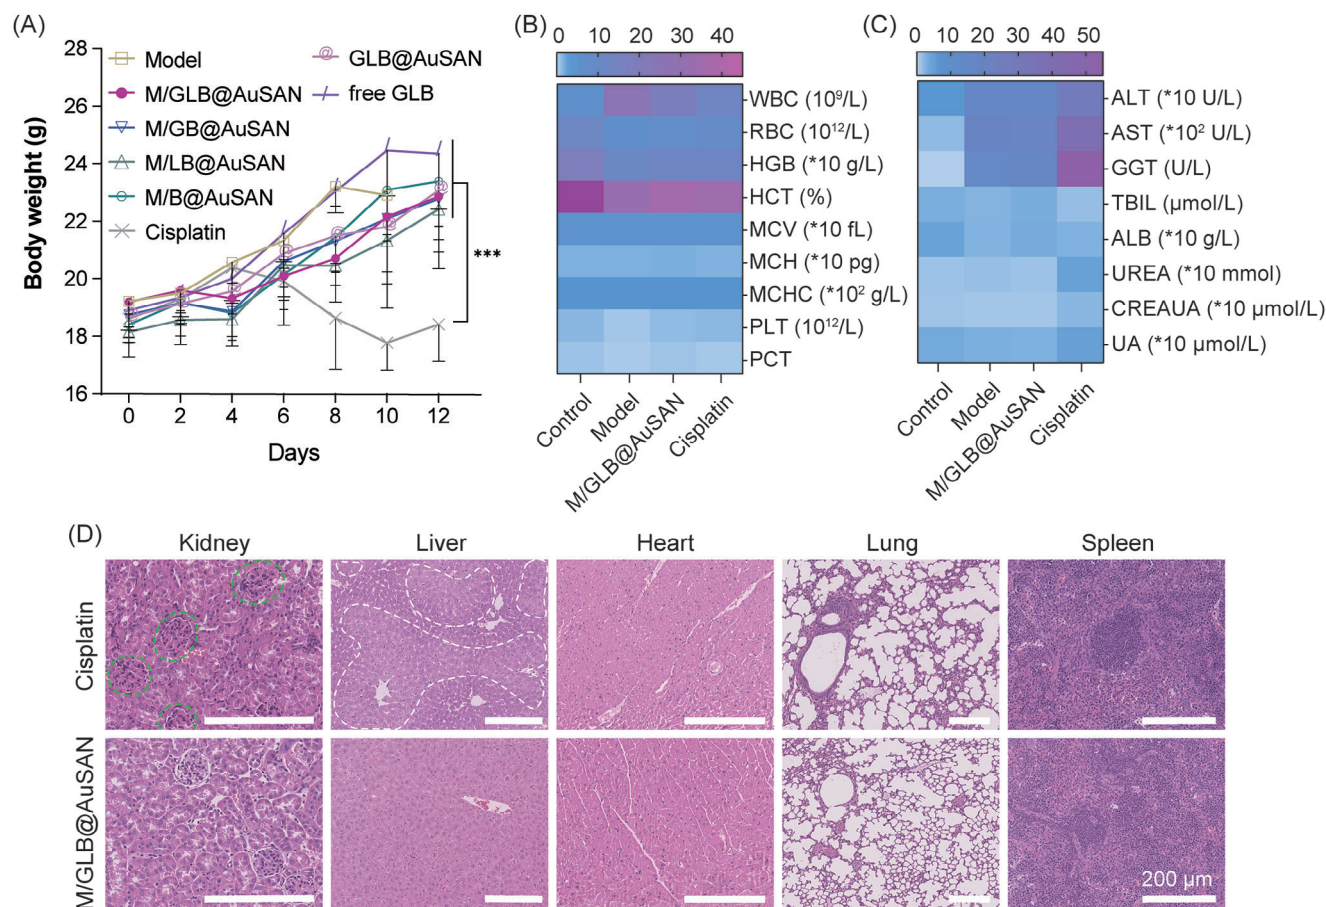 (A)
28
26
24
22
20
18
16
Body weight (g)
Model
M/GLB@AuSAN
M/GB@AuSAN
M/LB@AuSAN
M/B@AuSAN
Cisplatin
GLB@AuSAN
free GLB
***
0 2 4 6 8 10 12
Days
(B)
0 10 20 30 40
WBC (10⁹/L)
RBC (10¹²/L)
HGB (*10 g/L)
HCT (%)
MCV (*10 fL)
MCH (*10 pg)
MCHC (*10² g/L)
PLT (10¹²/L)
PCT
Control
Model
M/GLB@AuSAN
Cisplatin
(C)
0 10 20 30 40 50
ALT (*10 U/L)
AST (*10² U/L)
GGT (U/L)
TBIL (µmol/L)
ALB (*10 g/L)
UREA (*10 mmol)
CREAUA (*10 µmol/L)
UA (*10 µmol/L)
Control
Model
M/GLB@AuSAN
Cisplatin
(D)
Kidney Liver Heart Lung Spleen
Cisplatin
M/GLB@AuSAN
200 µm